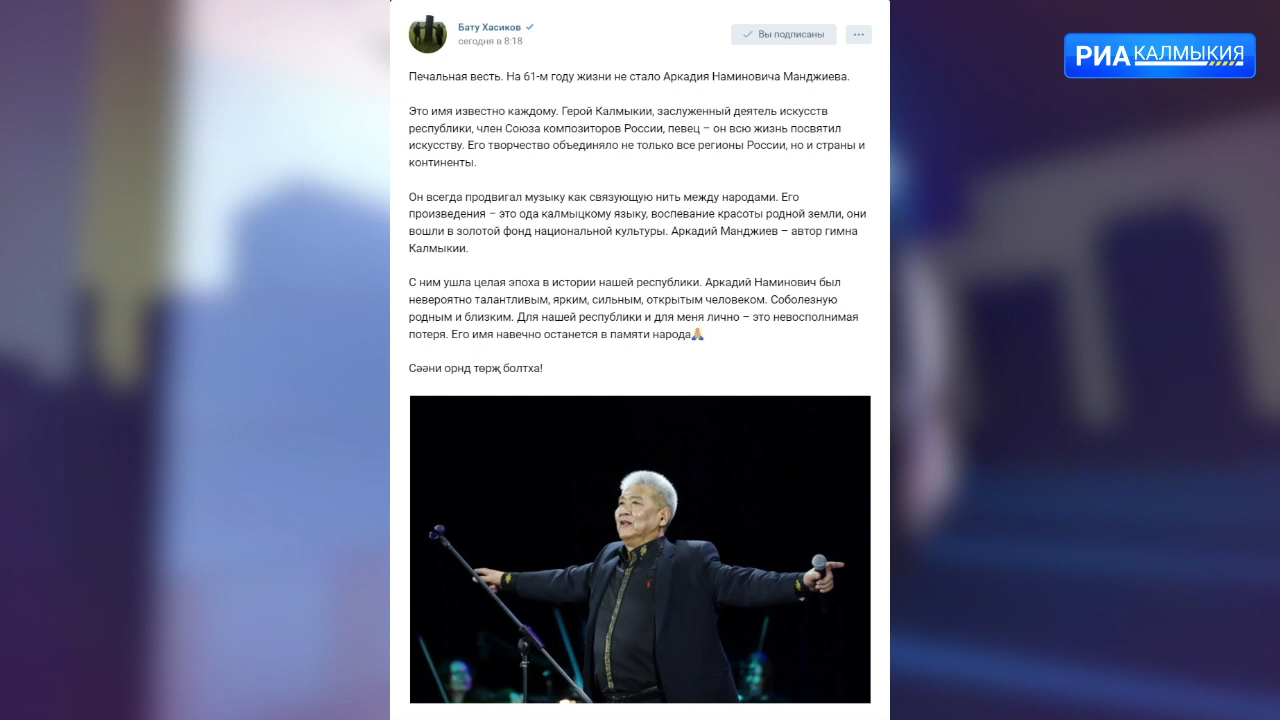 Бату Хасиков
сегодня в 8:18
Вы подписаны
РИА КАЛМЫКИЯ
Печальная весть. На 61-м году жизни не стало Аркадия Наминовича Манджиева.
Это имя известно каждому. Герой Калмыкии, заслуженный деятель искусств
республики, член Союза композиторов России, певец – он всю жизнь посвятил
искусству. Его творчество объединяло не только все регионы России, но и страны и
континенты.
Он всегда продвигал музыку как связующую нить между народами. Его
произведения – это ода калмыцкому языку, воспевание красоты родной земли, они
вошли в золотой фонд национальной культуры. Аркадий Манджиев – автор гимна
Калмыкии.
С ним ушла целая эпоха в истории нашей республики. Аркадий Наминович был
невероятно талантливым, ярким, сильным, открытым человеком. Соболезную
родным и близким. Для нашей республики и для меня лично – это невосполнимая
потеря. Его имя навечно останется в памяти народа🙏🏼
Сәәни орнд төрҗ болтха!